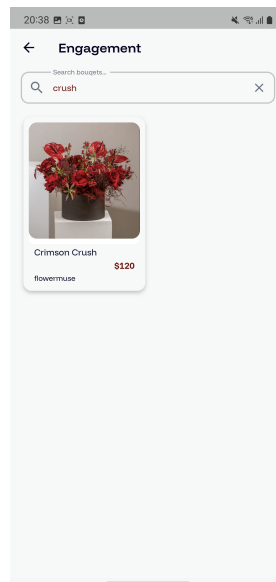 20:38
Engagement
Search bouqets...
crush
Crimson Crush
$120
flowermuse